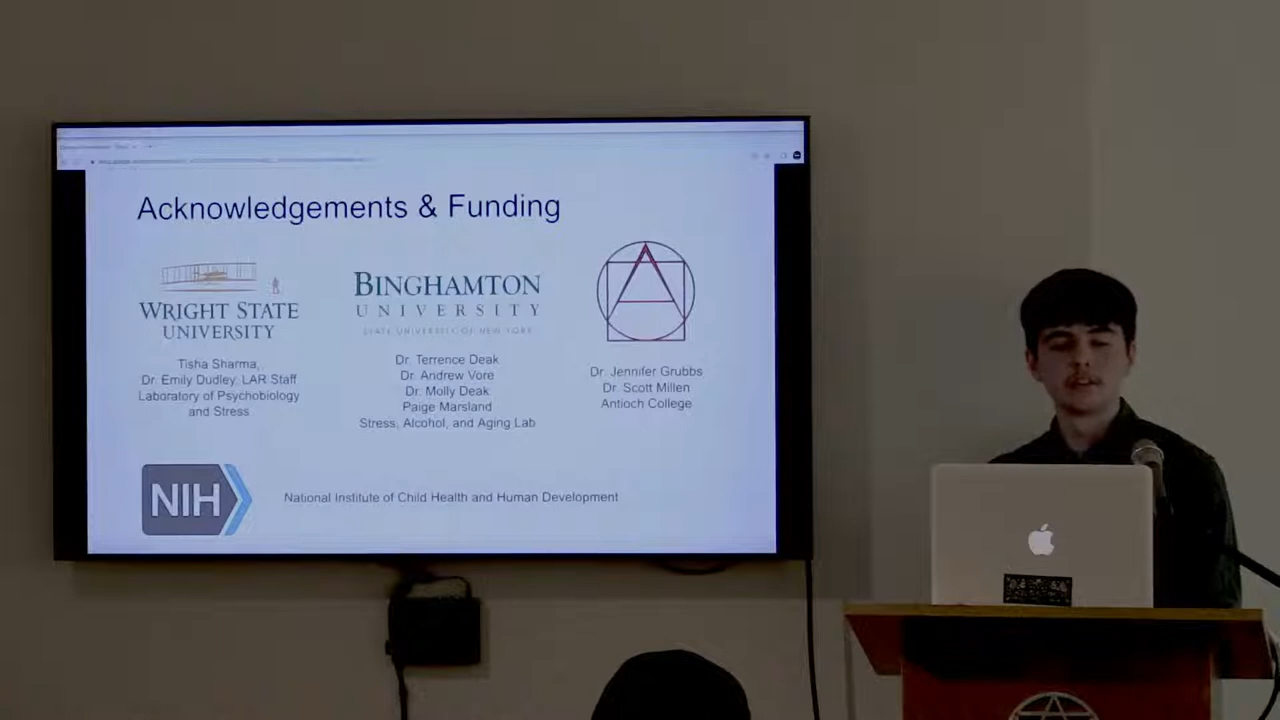 Acknowledgements & Funding
WRIGHT STATE
UNIVERSITY
Tisha Sharma,
Dr. Emily Dudley, LAR Staff
Laboratory of Psychobiology
and Stress
BINGHAMTON
UNIVERSITY
STATE UNIVERSITY OF NEW YORK
Dr. Terrence Deak
Dr. Andrew Vore
Dr. Molly Deak
Paige Marsland
Stress, Alcohol, and Aging Lab
Dr. Jennifer Grubbs
Dr. Scott Millen
Antioch College
NIH
National Institute of Child Health and Human Development